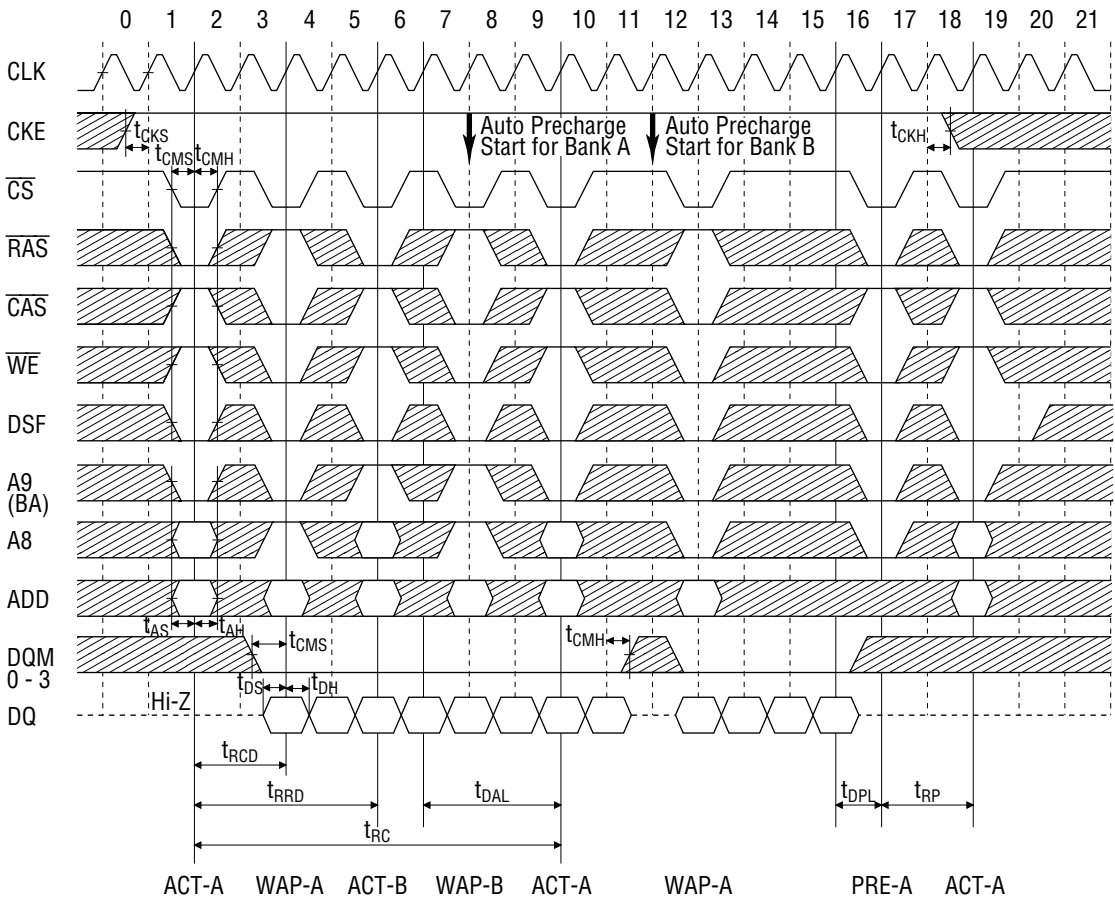 0 1 2 3 4 5 6 7 8 9 10 11 12 13 14 15 16 17 18 19 20 21
CLK
CKE
tCKS
Auto Precharge
Start for Bank A
Auto Precharge
Start for Bank B
tCKH
tCMS tCMH
CS
RAS
CAS
WE
DSF
A9
(BA)
A8
ADD
tAS tAH
DQM
0 - 3
tCMS
tCMH
tDS tDH
Hi-Z
DQ
tRCD
tRRD
tDAL
tDPL
tRP
tRC
ACT-A WAP-A ACT-B WAP-B ACT-A WAP-A PRE-A ACT-A